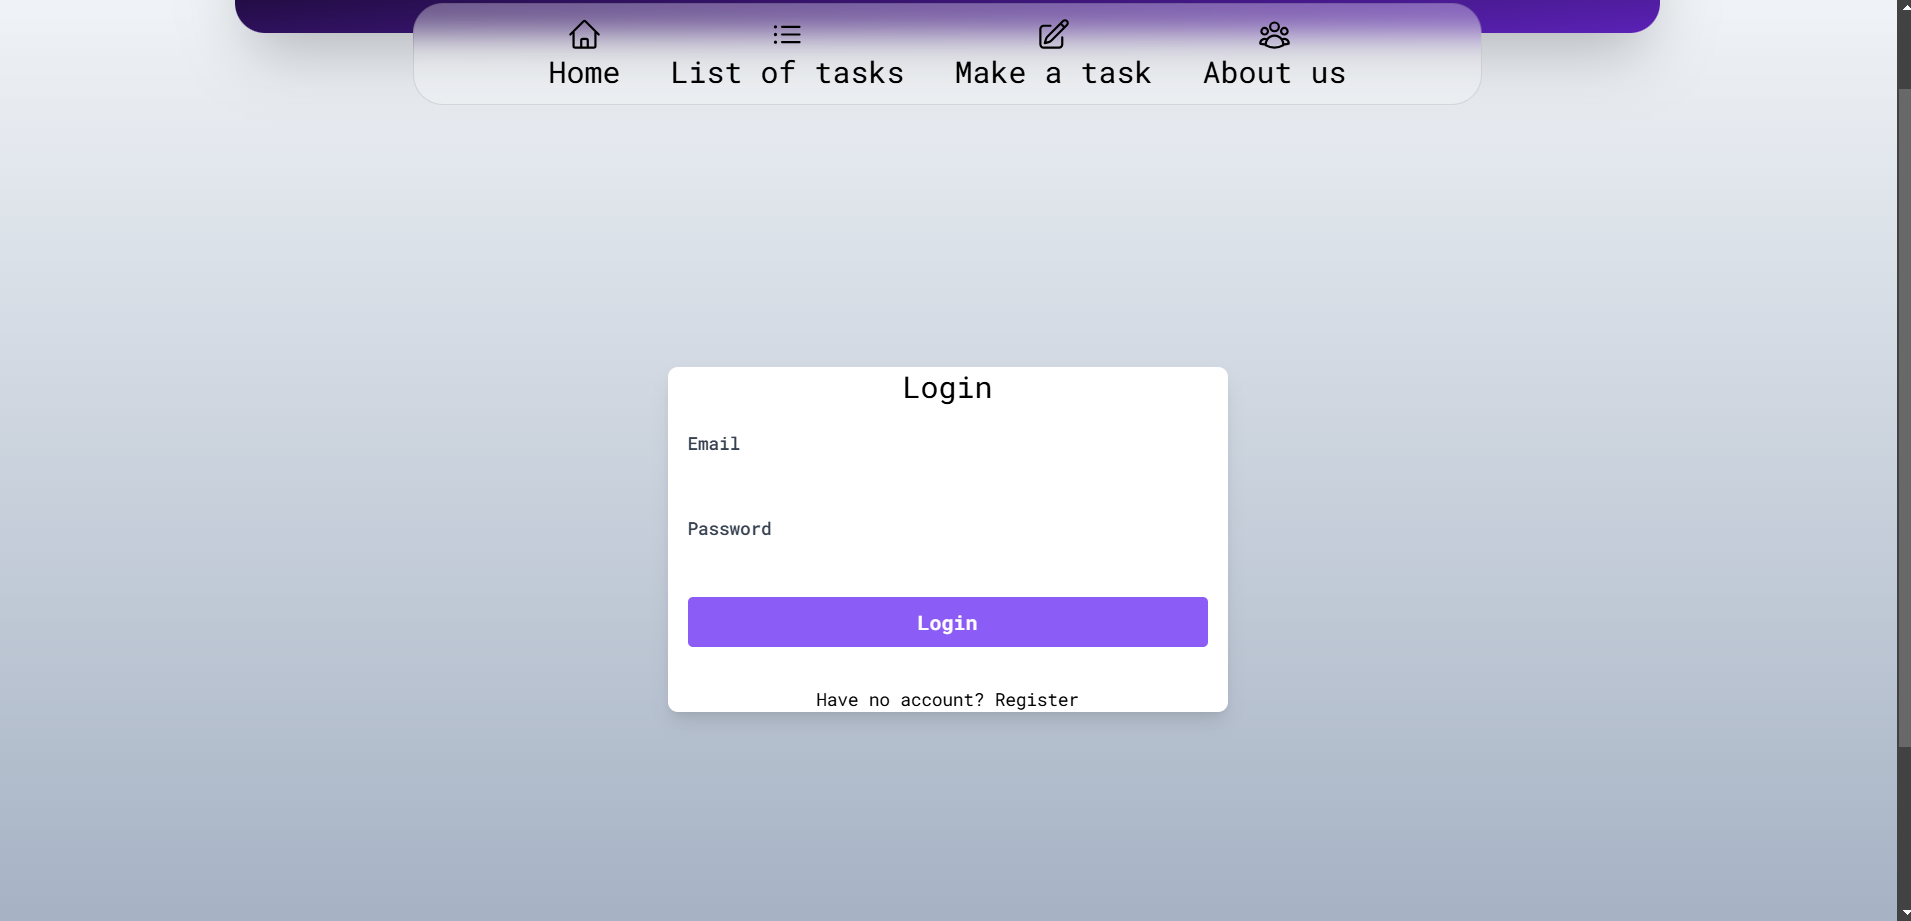 Home List of tasks Make a task About us
Login
Email
Password
Login
Have no account? Register